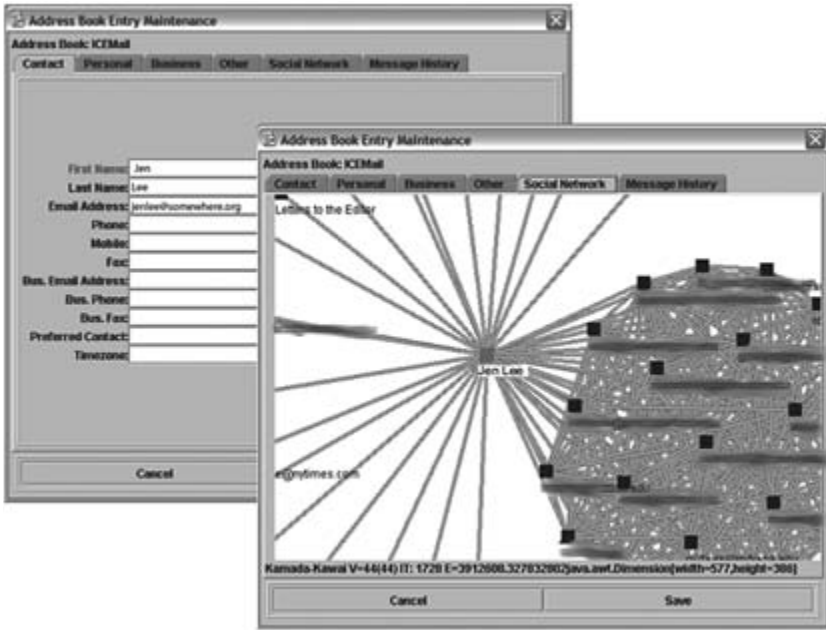 Address Book Entry Maintenance
Address Book: ICEMail
Contact Personal Business Other Social Network Message History
First Name: Jen
Last Name: Lee
Email Address: jenlee@somewhere.org
Phone:
Mobile:
Fax:
Bus. Email Address:
Bus. Phone:
Bus. Fax:
Preferred Contact:
Timezone:
Cancel
Address Book Entry Maintenance
Address Book: ICEMail
Contact Personal Business Other Social Network Message History
Letters to the Editor
Jen Lee
e@nytimes.com
Kamada-Kawai V=44(44) IT: 1728 E=3912608.327832802java.awt.Dimension[width=577,height=386]
Cancel Save